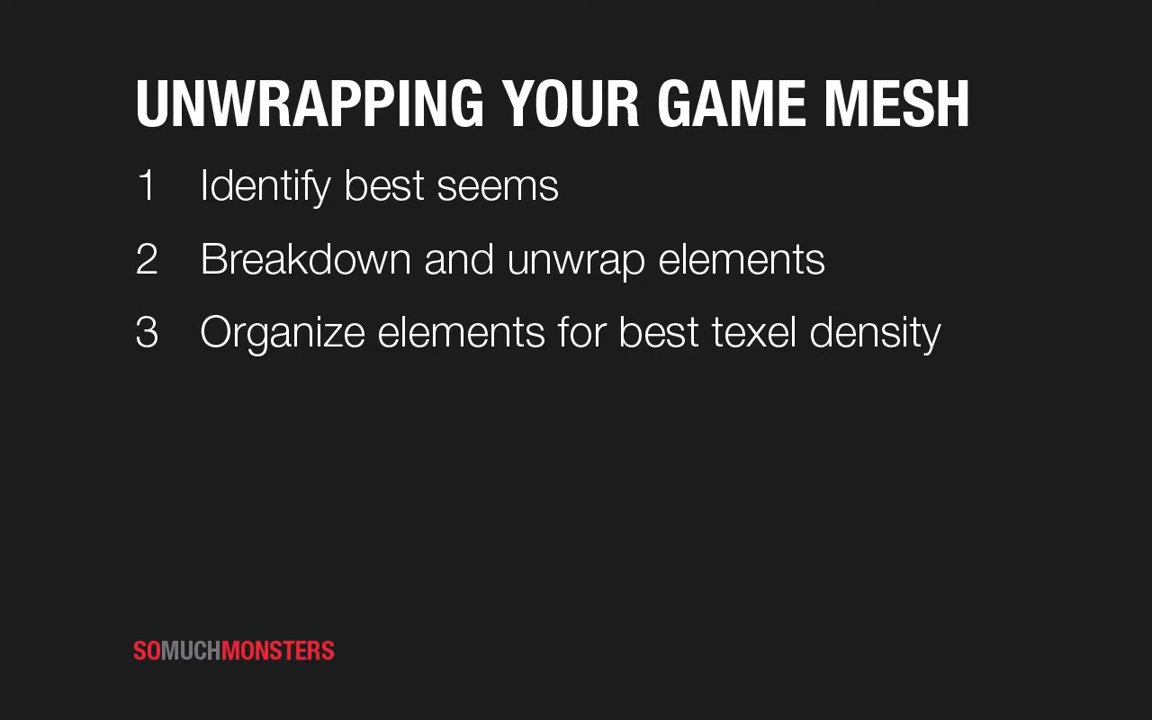 UNWRAPPING YOUR GAME MESH
1 Identify best seems
2 Breakdown and unwrap elements
3 Organize elements for best texel density
SOMUCHMONSTERS